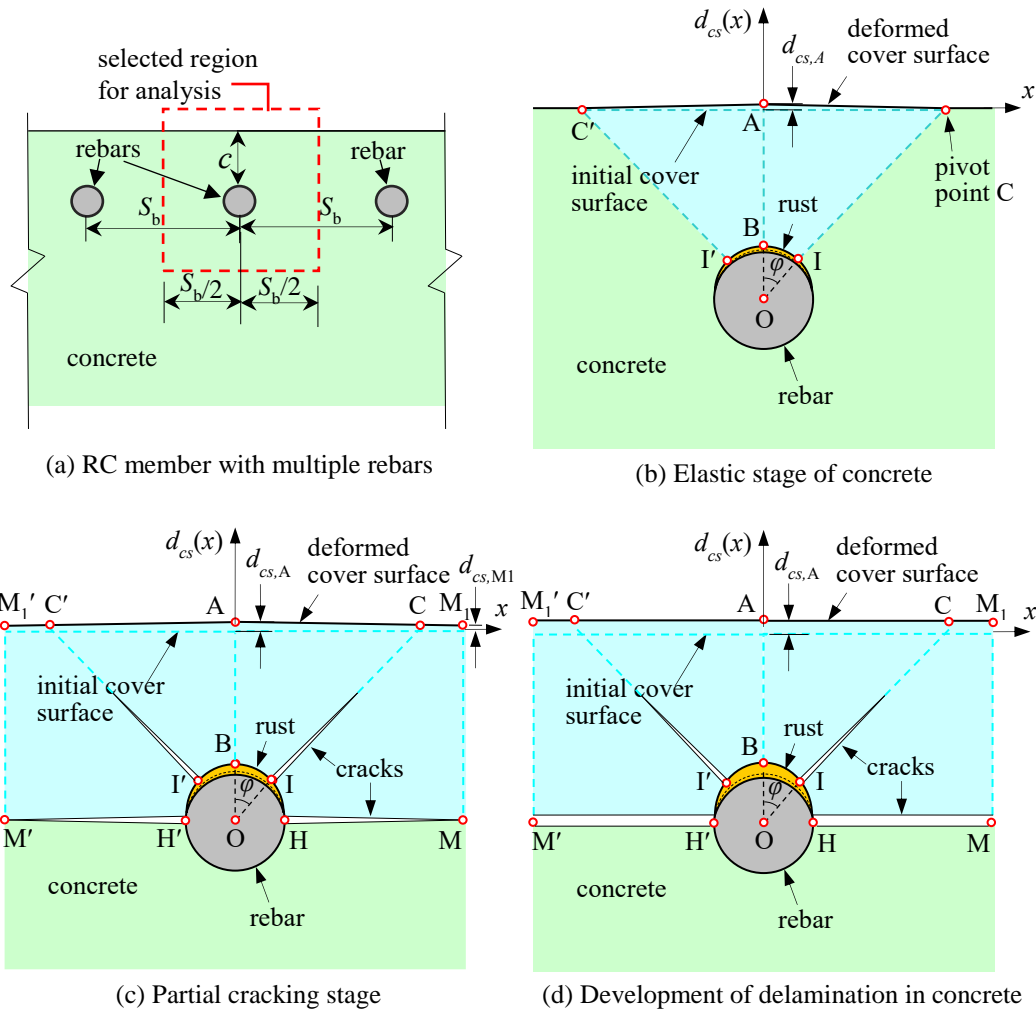 selected region
for analysis
rebars
c
rebar
S_b
S_b
S_b/2
S_b/2
concrete
(a) RC member with multiple rebars
d_cs(x)
d_cs,A
deformed
cover surface
x
C′
A
initial cover
surface
pivot
point C
B
rust
I′
φ
I
O
concrete
rebar
(b) Elastic stage of concrete
d_cs(x)
d_cs,A
deformed
cover surface
d_cs,M1
M_1′
C′
A
C
M_1
x
initial cover
surface
B
rust
I′
φ
I
cracks
M′
H′
O
H
M
concrete
rebar
(c) Partial cracking stage
d_cs(x)
d_cs,A
deformed
cover surface
M_1′
C′
A
C
M_1
x
initial cover
surface
B
rust
I′
φ
I
cracks
M′
H′
O
H
M
concrete
rebar
(d) Development of delamination in concrete